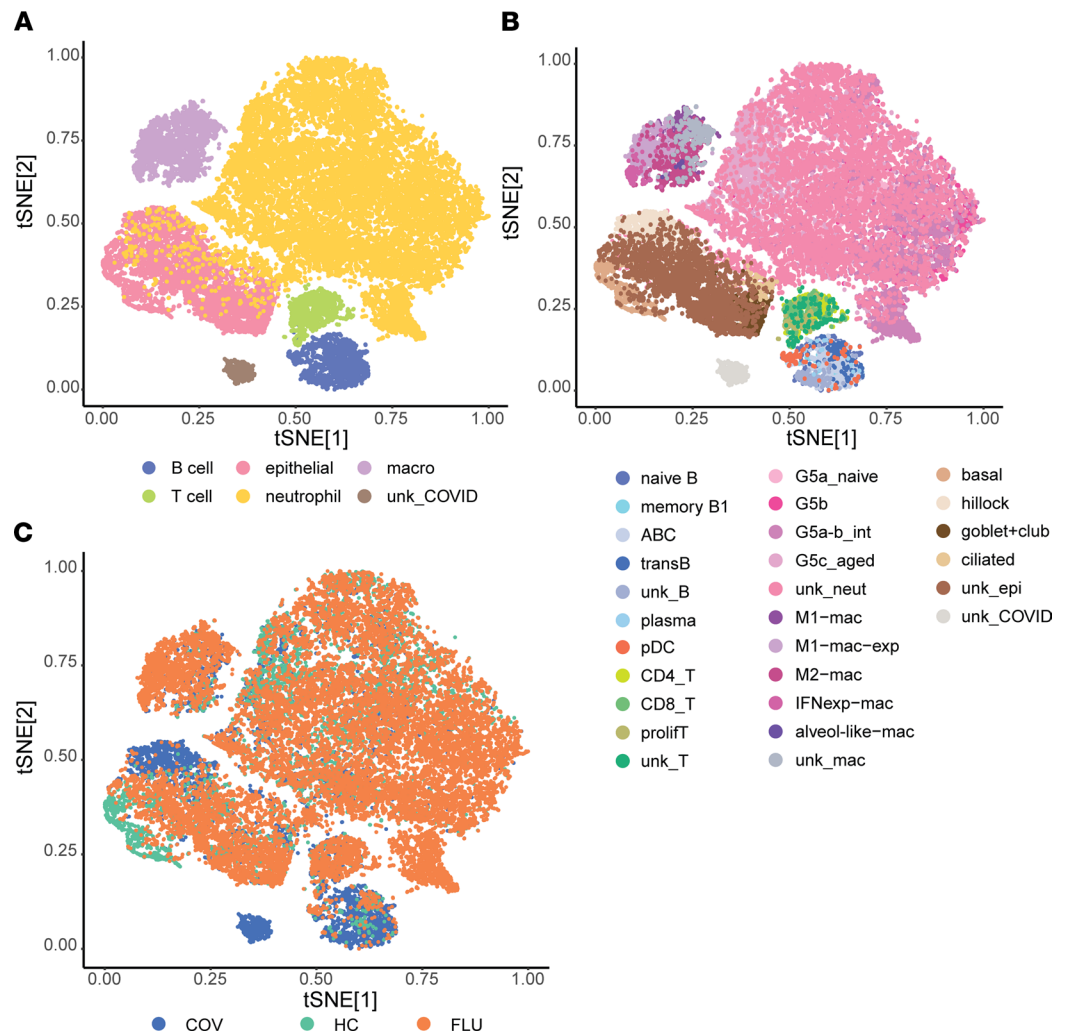 A
1.00
0.75
0.50
0.25
0.00
tSNE[2]
0.00 0.25 0.50 0.75 1.00
tSNE[1]
B cell epithelial macro
T cell neutrophil unk_COVID
B
1.00
0.75
0.50
0.25
0.00
tSNE[2]
0.00 0.25 0.50 0.75 1.00
tSNE[1]
naive B G5a_naive basal
memory B1 G5b hillock
ABC G5a-b_int goblet+club
transB G5c_aged ciliated
unk_B unk_neut unk_epi
plasma M1-mac unk_COVID
pDC M1-mac-exp
CD4_T M2-mac
CD8_T IFNexp-mac
prolifT alveol-like-mac
unk_T unk_mac
C
1.00
0.75
0.50
0.25
0.00
tSNE[2]
0.00 0.25 0.50 0.75 1.00
tSNE[1]
COV HC FLU